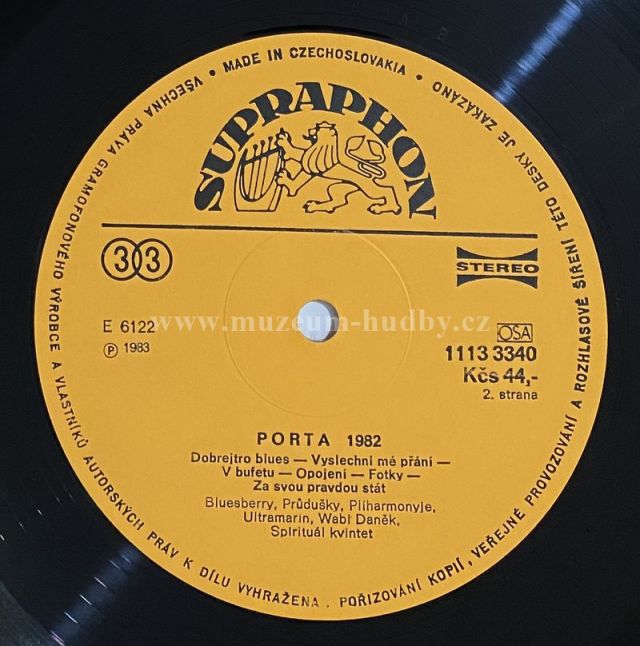 VŠECHNA PRÁVA GRAMOFONOVÉHO VÝROBCE A VLASTNÍKŮ AUTORSKÝCH PRÁV K DÍLU VYHRAŽENA . POŘIZOVÁNÍ KOPIÍ, VEŘEJNÉ PROVOZOVÁNÍ A ROZHLASOVÉ ŠÍŘENÍ TÉTO DESKY JE ZAKÁZÁNO
• MADE IN CZECHOSLOVAKIA •
SUPRAPHON
33
STEREO
E 6122
℗ 1983
www.muzeum-hudby.cz
OSA
1113 3340
Kčs 44,-
2. strana
PORTA 1982
Dobrejtro blues — Vyslechni mé přání —
V bufetu — Opojení — Fotky —
Za svou pravdou stát
Bluesberry, Průdušky, Plharmonyje,
Ultramarin, Wabi Daněk,
Spirituál kvintet